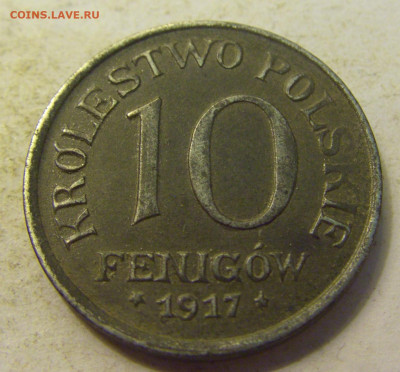 COINS.LAVE.RU
KRÓLESTWO POLSKIE
10
FENIGÓW
* 1917 *